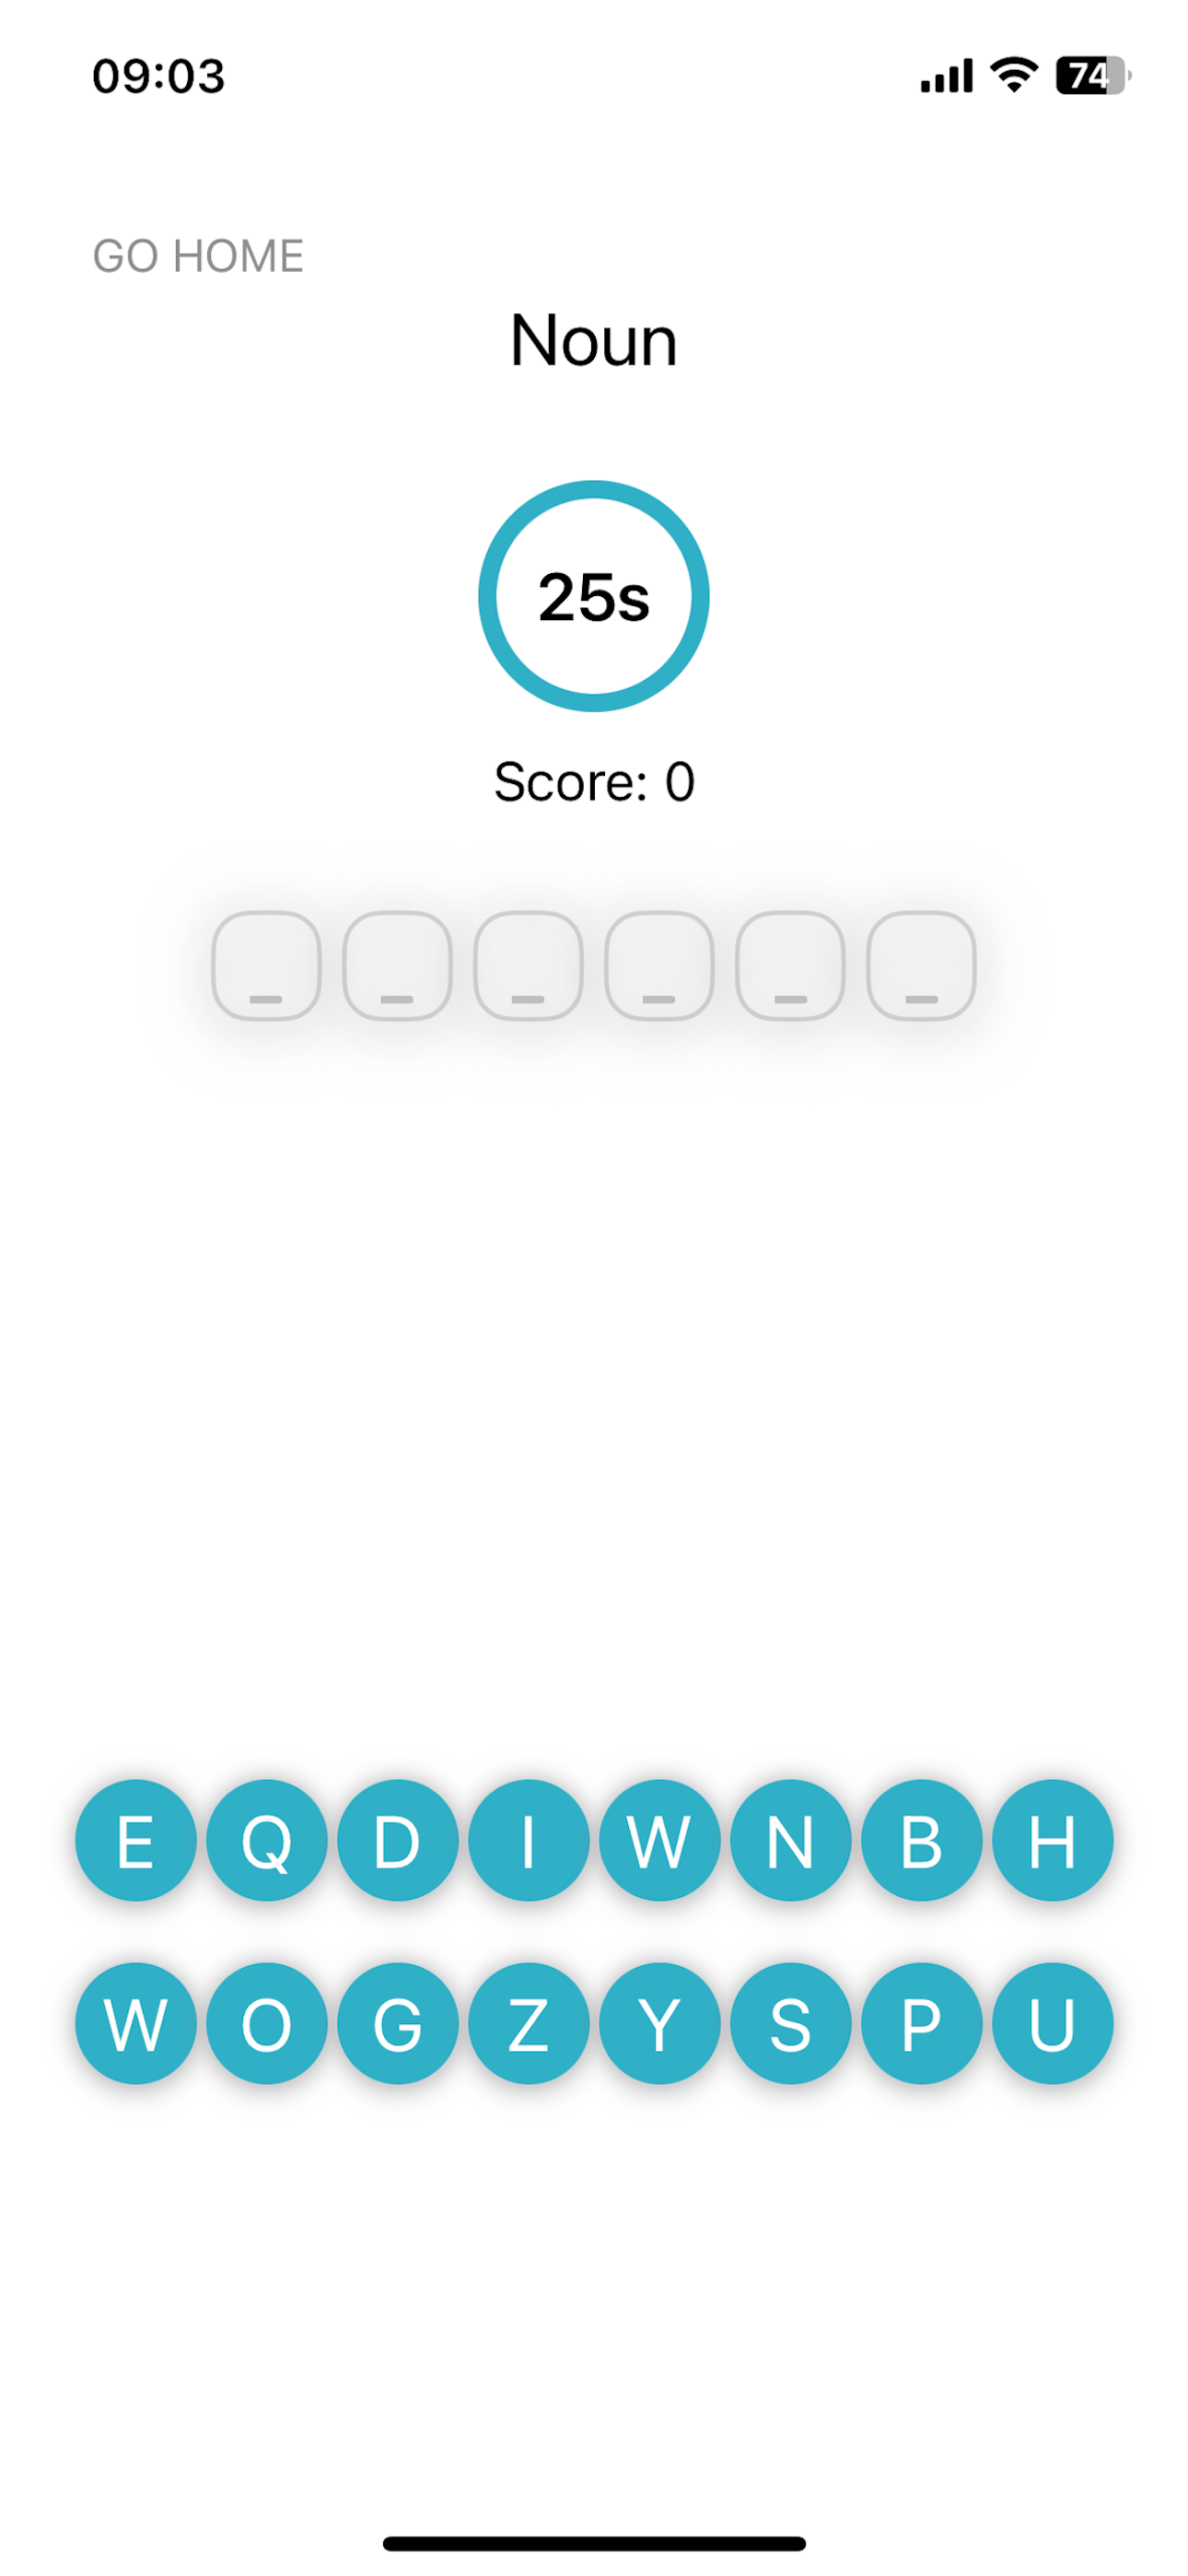 09:03 74
GO HOME
Noun
25s
Score: 0
_ _ _ _ _ _
E Q D I W N B H
W O G Z Y S P U